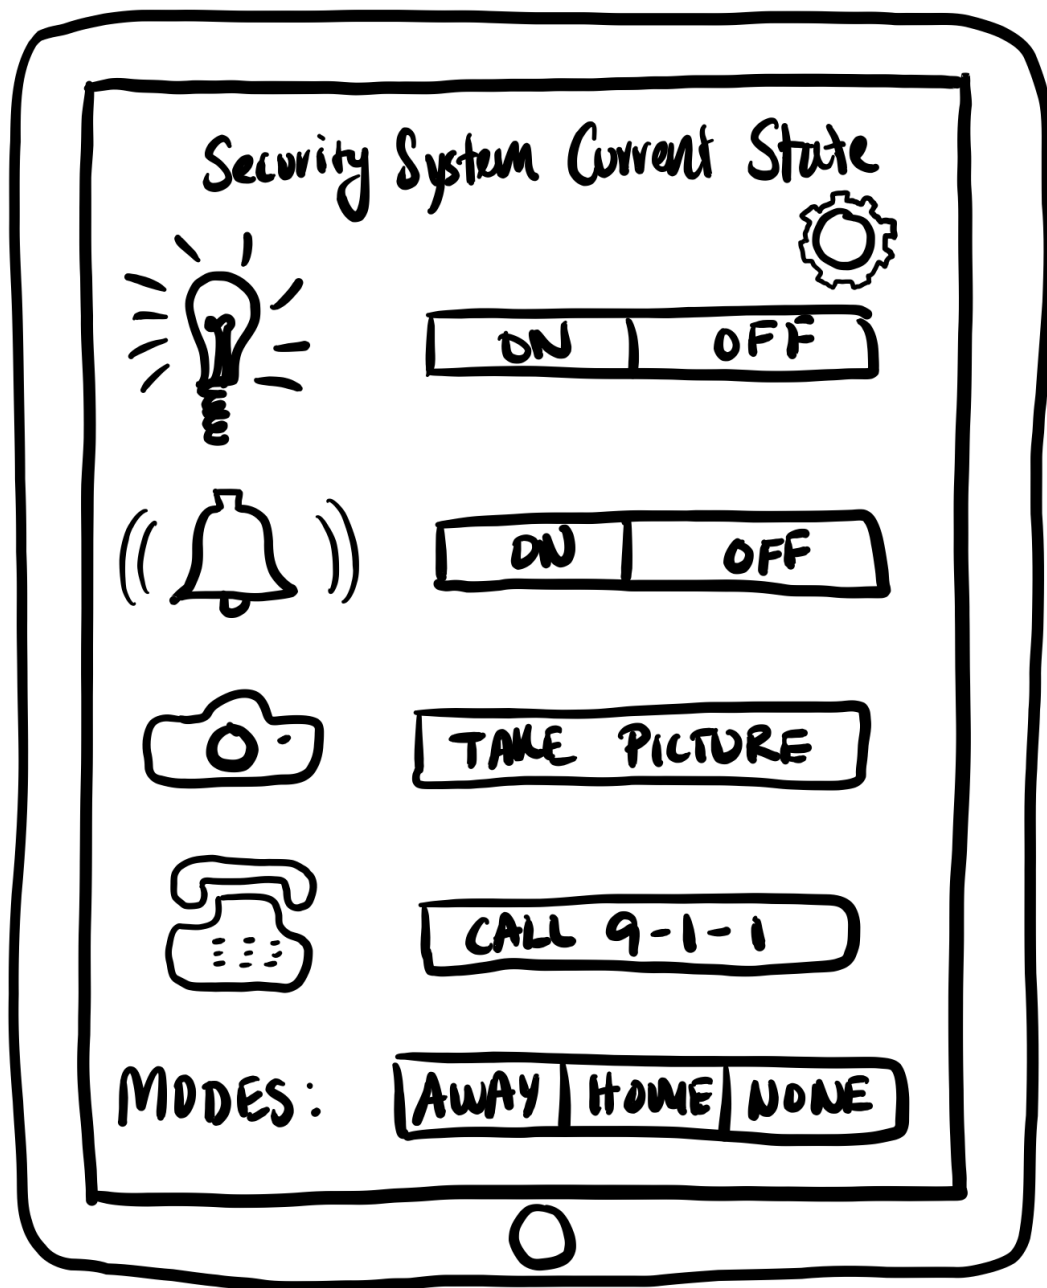 Security System Current State
ON OFF
ON OFF
TAKE PICTURE
CALL 9-1-1
MODES: AWAY HOME NONE